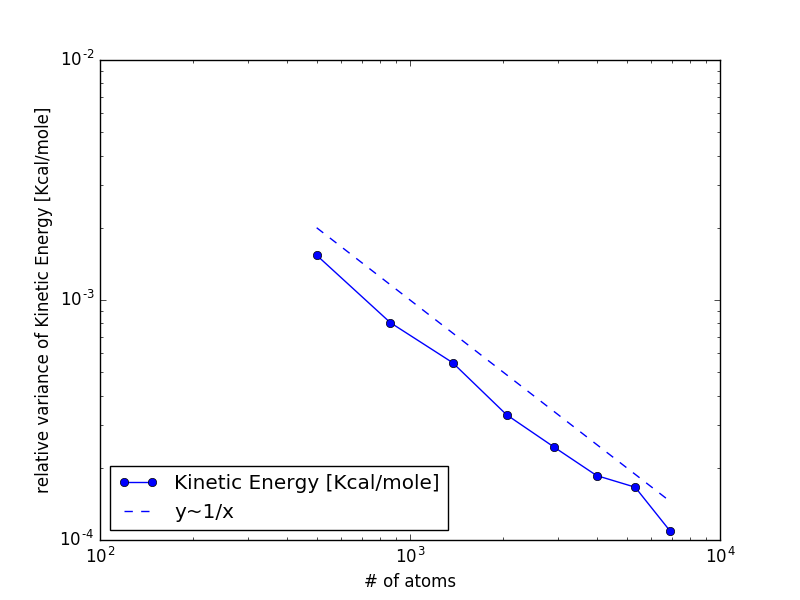 10^-2
10^-3
10^-4
relative variance of Kinetic Energy [Kcal/mole]
Kinetic Energy [Kcal/mole]
y~1/x
10^2
10^3
10^4
# of atoms